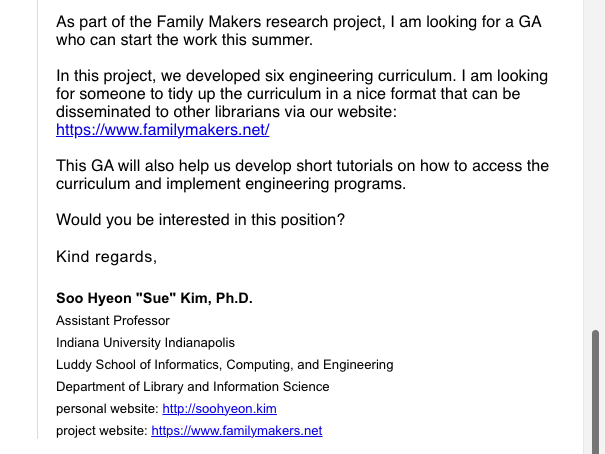 As part of the Family Makers research project, I am looking for a GA
who can start the work this summer.
In this project, we developed six engineering curriculum. I am looking
for someone to tidy up the curriculum in a nice format that can be
disseminated to other librarians via our website:
https://www.familymakers.net/
This GA will also help us develop short tutorials on how to access the
curriculum and implement engineering programs.
Would you be interested in this position?
Kind regards,
Soo Hyeon "Sue" Kim, Ph.D.
Assistant Professor
Indiana University Indianapolis
Luddy School of Informatics, Computing, and Engineering
Department of Library and Information Science
personal website: http://soohyeon.kim
project website: https://www.familymakers.net